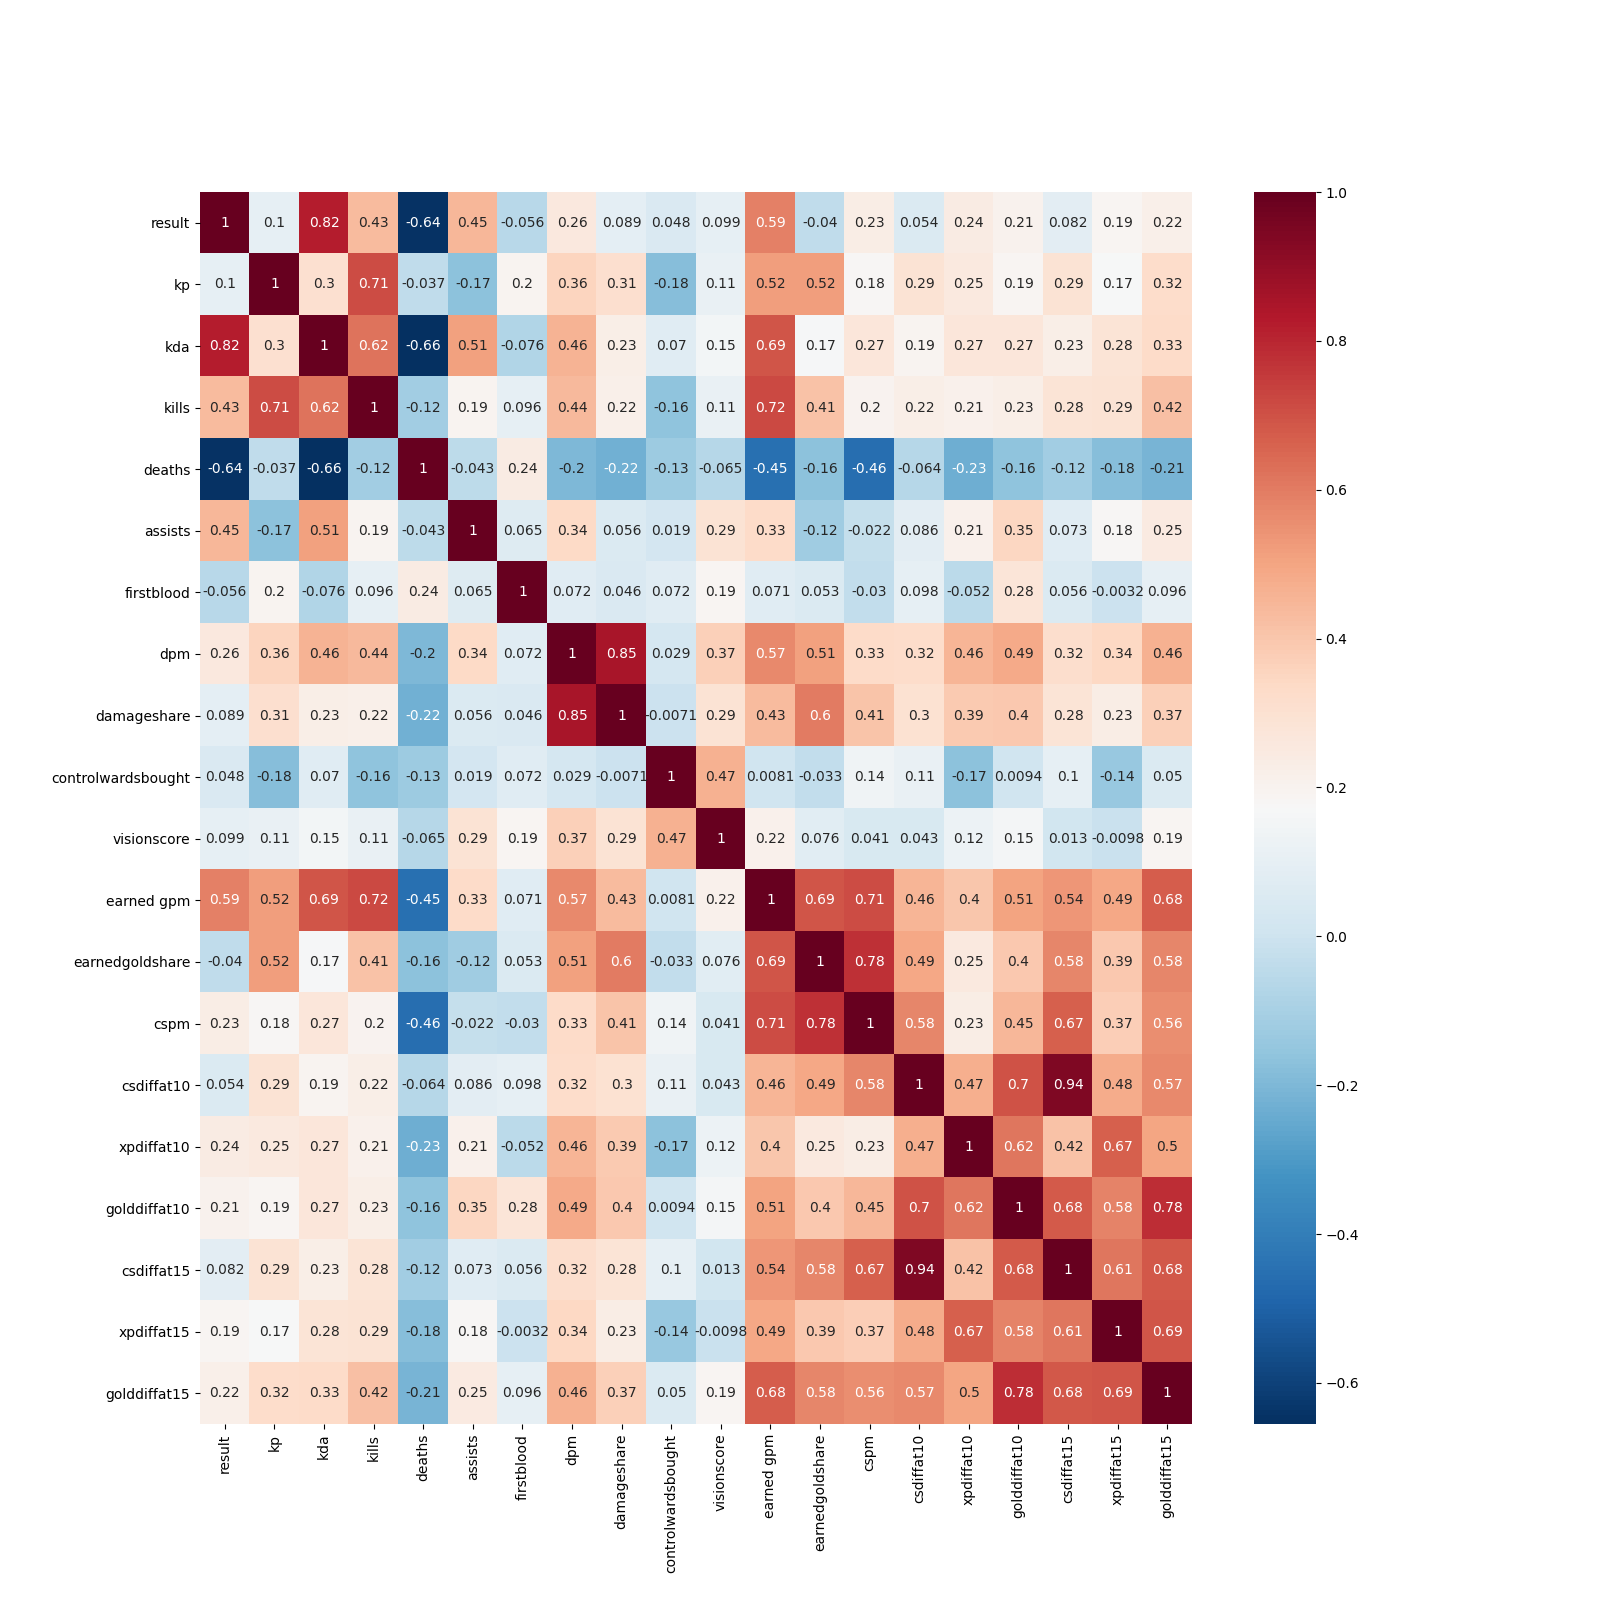 result 1 0.1 0.82 0.43 -0.64 0.45 -0.056 0.26 0.089 0.048 0.099 0.59 -0.04 0.23 0.054 0.24 0.21 0.082 0.19 0.22
kp 0.1 1 0.3 0.71 -0.037 -0.17 0.2 0.36 0.31 -0.18 0.11 0.52 0.52 0.18 0.29 0.25 0.19 0.29 0.17 0.32
kda 0.82 0.3 1 0.62 -0.66 0.51 -0.076 0.46 0.23 0.07 0.15 0.69 0.17 0.27 0.19 0.27 0.27 0.23 0.28 0.33
kills 0.43 0.71 0.62 1 -0.12 0.19 0.096 0.44 0.22 -0.16 0.11 0.72 0.41 0.2 0.22 0.21 0.23 0.28 0.29 0.42
deaths -0.64 -0.037 -0.66 -0.12 1 -0.043 0.24 -0.2 -0.22 -0.13 -0.065 -0.45 -0.16 -0.46 -0.064 -0.23 -0.16 -0.12 -0.18 -0.21
assists 0.45 -0.17 0.51 0.19 -0.043 1 0.065 0.34 0.056 0.019 0.29 0.33 -0.12 -0.022 0.086 0.21 0.35 0.073 0.18 0.25
firstblood -0.056 0.2 -0.076 0.096 0.24 0.065 1 0.072 0.046 0.072 0.19 0.071 0.053 -0.03 0.098 -0.052 0.28 0.056 -0.0032 0.096
dpm 0.26 0.36 0.46 0.44 -0.2 0.34 0.072 1 0.85 0.029 0.37 0.57 0.51 0.33 0.32 0.46 0.49 0.32 0.34 0.46
damageshare 0.089 0.31 0.23 0.22 -0.22 0.056 0.046 0.85 1 -0.0071 0.29 0.43 0.6 0.41 0.3 0.39 0.4 0.28 0.23 0.37
controlwardsbought 0.048 -0.18 0.07 -0.16 -0.13 0.019 0.072 0.029 -0.0071 1 0.47 0.0081 -0.033 0.14 0.11 -0.17 0.0094 0.1 -0.14 0.05
visionscore 0.099 0.11 0.15 0.11 -0.065 0.29 0.19 0.37 0.29 0.47 1 0.22 0.076 0.041 0.043 0.12 0.15 0.013 -0.0098 0.19
earned gpm 0.59 0.52 0.69 0.72 -0.45 0.33 0.071 0.57 0.43 0.0081 0.22 1 0.69 0.71 0.46 0.4 0.51 0.54 0.49 0.68
earnedgoldshare -0.04 0.52 0.17 0.41 -0.16 -0.12 0.053 0.51 0.6 -0.033 0.076 0.69 1 0.78 0.49 0.25 0.4 0.58 0.39 0.58
cspm 0.23 0.18 0.27 0.2 -0.46 -0.022 -0.03 0.33 0.41 0.14 0.041 0.71 0.78 1 0.58 0.23 0.45 0.67 0.37 0.56
csdiffat10 0.054 0.29 0.19 0.22 -0.064 0.086 0.098 0.32 0.3 0.11 0.043 0.46 0.49 0.58 1 0.47 0.7 0.94 0.48 0.57
xpdiffat10 0.24 0.25 0.27 0.21 -0.23 0.21 -0.052 0.46 0.39 -0.17 0.12 0.4 0.25 0.23 0.47 1 0.62 0.42 0.67 0.5
golddiffat10 0.21 0.19 0.27 0.23 -0.16 0.35 0.28 0.49 0.4 0.0094 0.15 0.51 0.4 0.45 0.7 0.62 1 0.68 0.58 0.78
csdiffat15 0.082 0.29 0.23 0.28 -0.12 0.073 0.056 0.32 0.28 0.1 0.013 0.54 0.58 0.67 0.94 0.42 0.68 1 0.61 0.68
xpdiffat15 0.19 0.17 0.28 0.29 -0.18 0.18 -0.0032 0.34 0.23 -0.14 -0.0098 0.49 0.39 0.37 0.48 0.67 0.58 0.61 1 0.69
golddiffat15 0.22 0.32 0.33 0.42 -0.21 0.25 0.096 0.46 0.37 0.05 0.19 0.68 0.58 0.56 0.57 0.5 0.78 0.68 0.69 1
result
kp
kda
kills
deaths
assists
firstblood
dpm
damageshare
controlwardsbought
visionscore
earned gpm
earnedgoldshare
cspm
csdiffat10
xpdiffat10
golddiffat10
csdiffat15
xpdiffat15
golddiffat15
1.0
0.8
0.6
0.4
0.2
0.0
−0.2
−0.4
−0.6